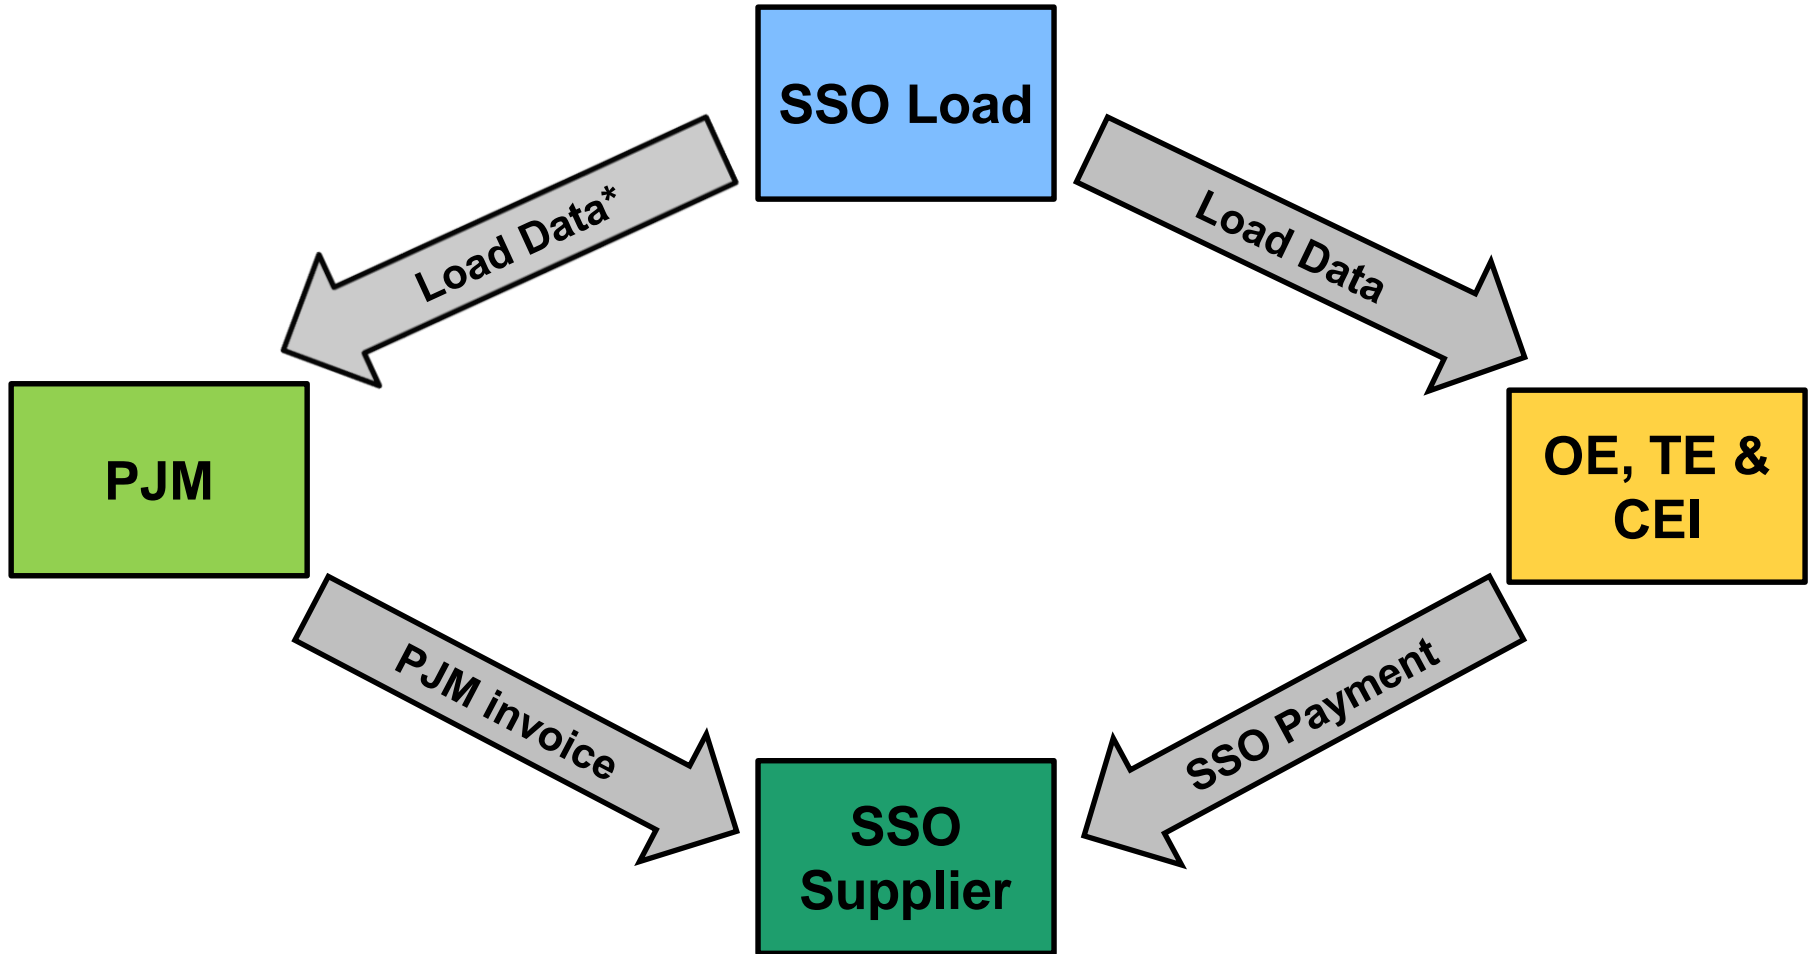 SSO Load
Load Data*
Load Data
PJM
OE, TE &
CEI
PJM invoice
SSO Payment
SSO
Supplier